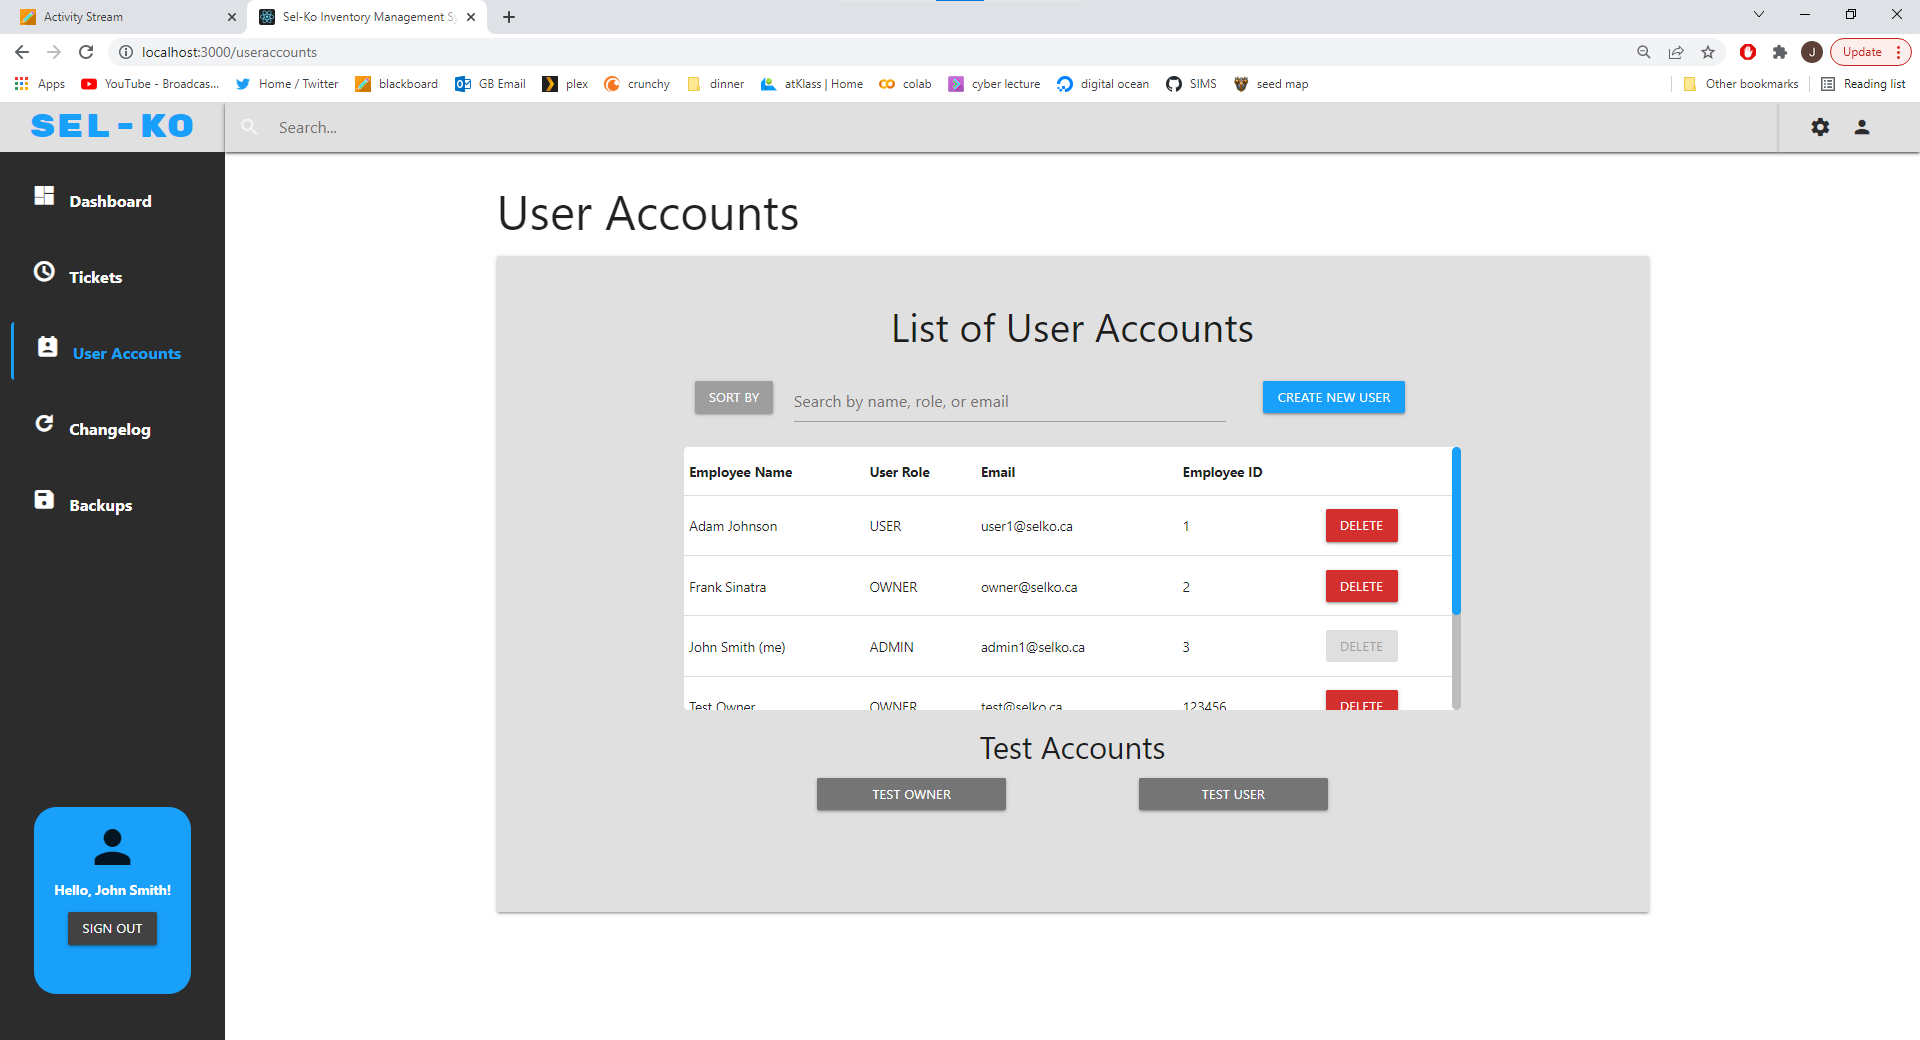 Activity Stream
Sel-Ko Inventory Management Sy
localhost:3000/useraccounts
J
Update
Apps
YouTube - Broadcas...
Home / Twitter
blackboard
GB Email
plex
crunchy
dinner
atKlass | Home
colab
cyber lecture
digital ocean
SIMS
seed map
Other bookmarks
Reading list
SEL-KO
Search...
Dashboard
Tickets
User Accounts
Changelog
Backups
Hello, John Smith!
SIGN OUT
User Accounts
List of User Accounts
SORT BY
Search by name, role, or email
CREATE NEW USER
Employee Name User Role Email Employee ID
Adam Johnson USER user1@selko.ca 1 DELETE
Frank Sinatra OWNER owner@selko.ca 2 DELETE
John Smith (me) ADMIN admin1@selko.ca 3 DELETE
Test Owner OWNER test@selko.ca 123456 DELETE
Test Accounts
TEST OWNER
TEST USER